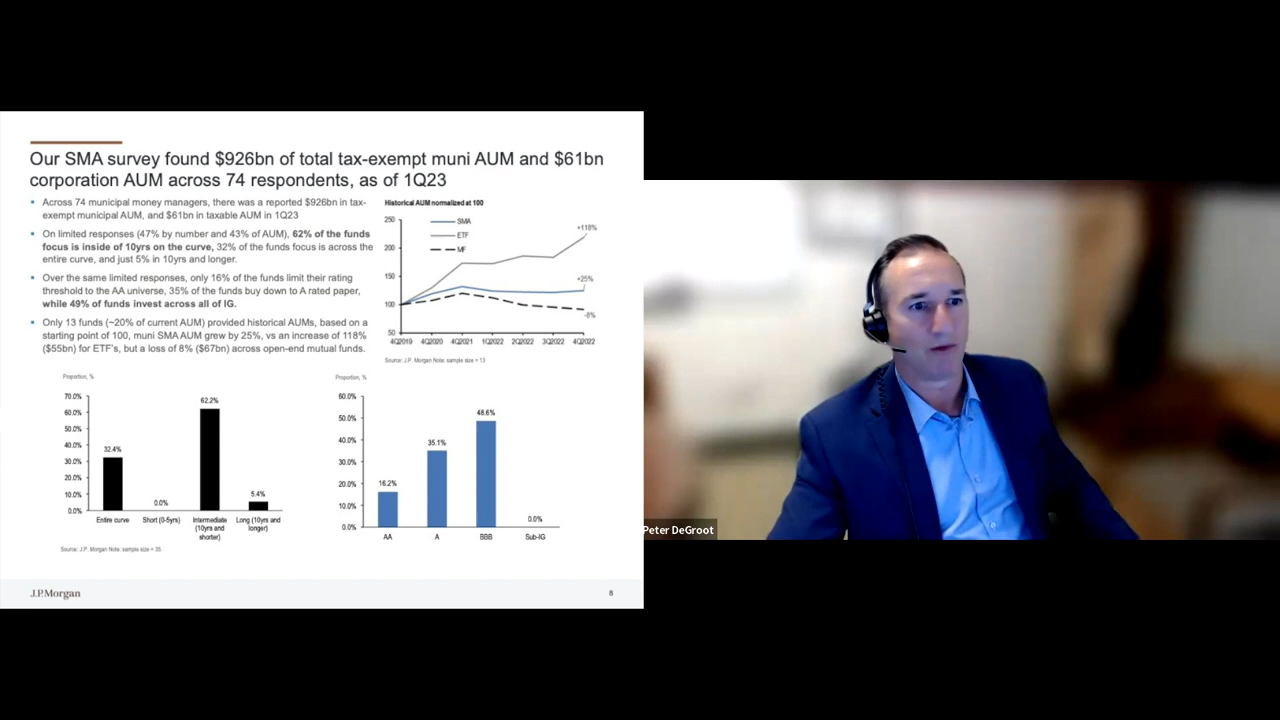 Our SMA survey found $926bn of total tax-exempt muni AUM and $61bn
corporation AUM across 74 respondents, as of 1Q23
Across 74 municipal money managers, there was a reported $926bn in tax-
exempt municipal AUM, and $61bn in taxable AUM in 1Q23
On limited responses (47% by number and 43% of AUM), 62% of the funds
focus is inside of 10yrs on the curve, 32% of the funds focus is across the
entire curve, and just 5% in 10yrs and longer.
Over the same limited responses, only 16% of the funds limit their rating
threshold to the AA universe, 35% of the funds buy down to A rated paper,
while 49% of funds invest across all of IG.
Only 13 funds (~20% of current AUM) provided historical AUMs, based on a
starting point of 100, muni SMA AUM grew by 25%, vs an increase of 118%
($55bn) for ETF's, but a loss of 8% ($67bn) across open-end mutual funds.
Historical AUM normalized at 100
250
200
150
100
50
SMA
ETF
MF
+118%
+25%
-8%
4Q2019 4Q2020 4Q2021 1Q2022 2Q2022 3Q2022 4Q2022
Source: J.P. Morgan Note: sample size = 13
Proportion, %
70.0%
60.0%
50.0%
40.0%
30.0%
20.0%
10.0%
0.0%
32.4%
0.0%
62.2%
5.4%
Entire curve
Short (0-5yrs)
Intermediate
(10yrs and
shorter)
Long (10yrs and
longer)
Source: J.P. Morgan Note: sample size = 35.
Proportion, %
60.0%
50.0%
40.0%
30.0%
20.0%
10.0%
0.0%
16.2%
35.1%
48.6%
0.0%
AA
A
BBB
Sub-IG
J.P.Morgan
8
Peter DeGroot